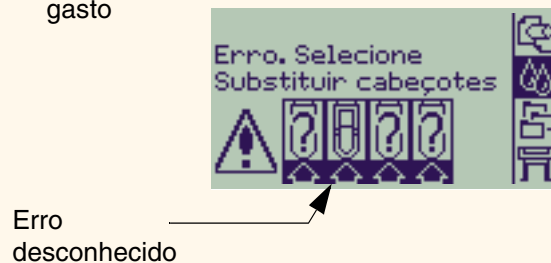 gasto
Erro. Selecione
Substituir cabeçotes
? ? ?
Erro
desconhecido